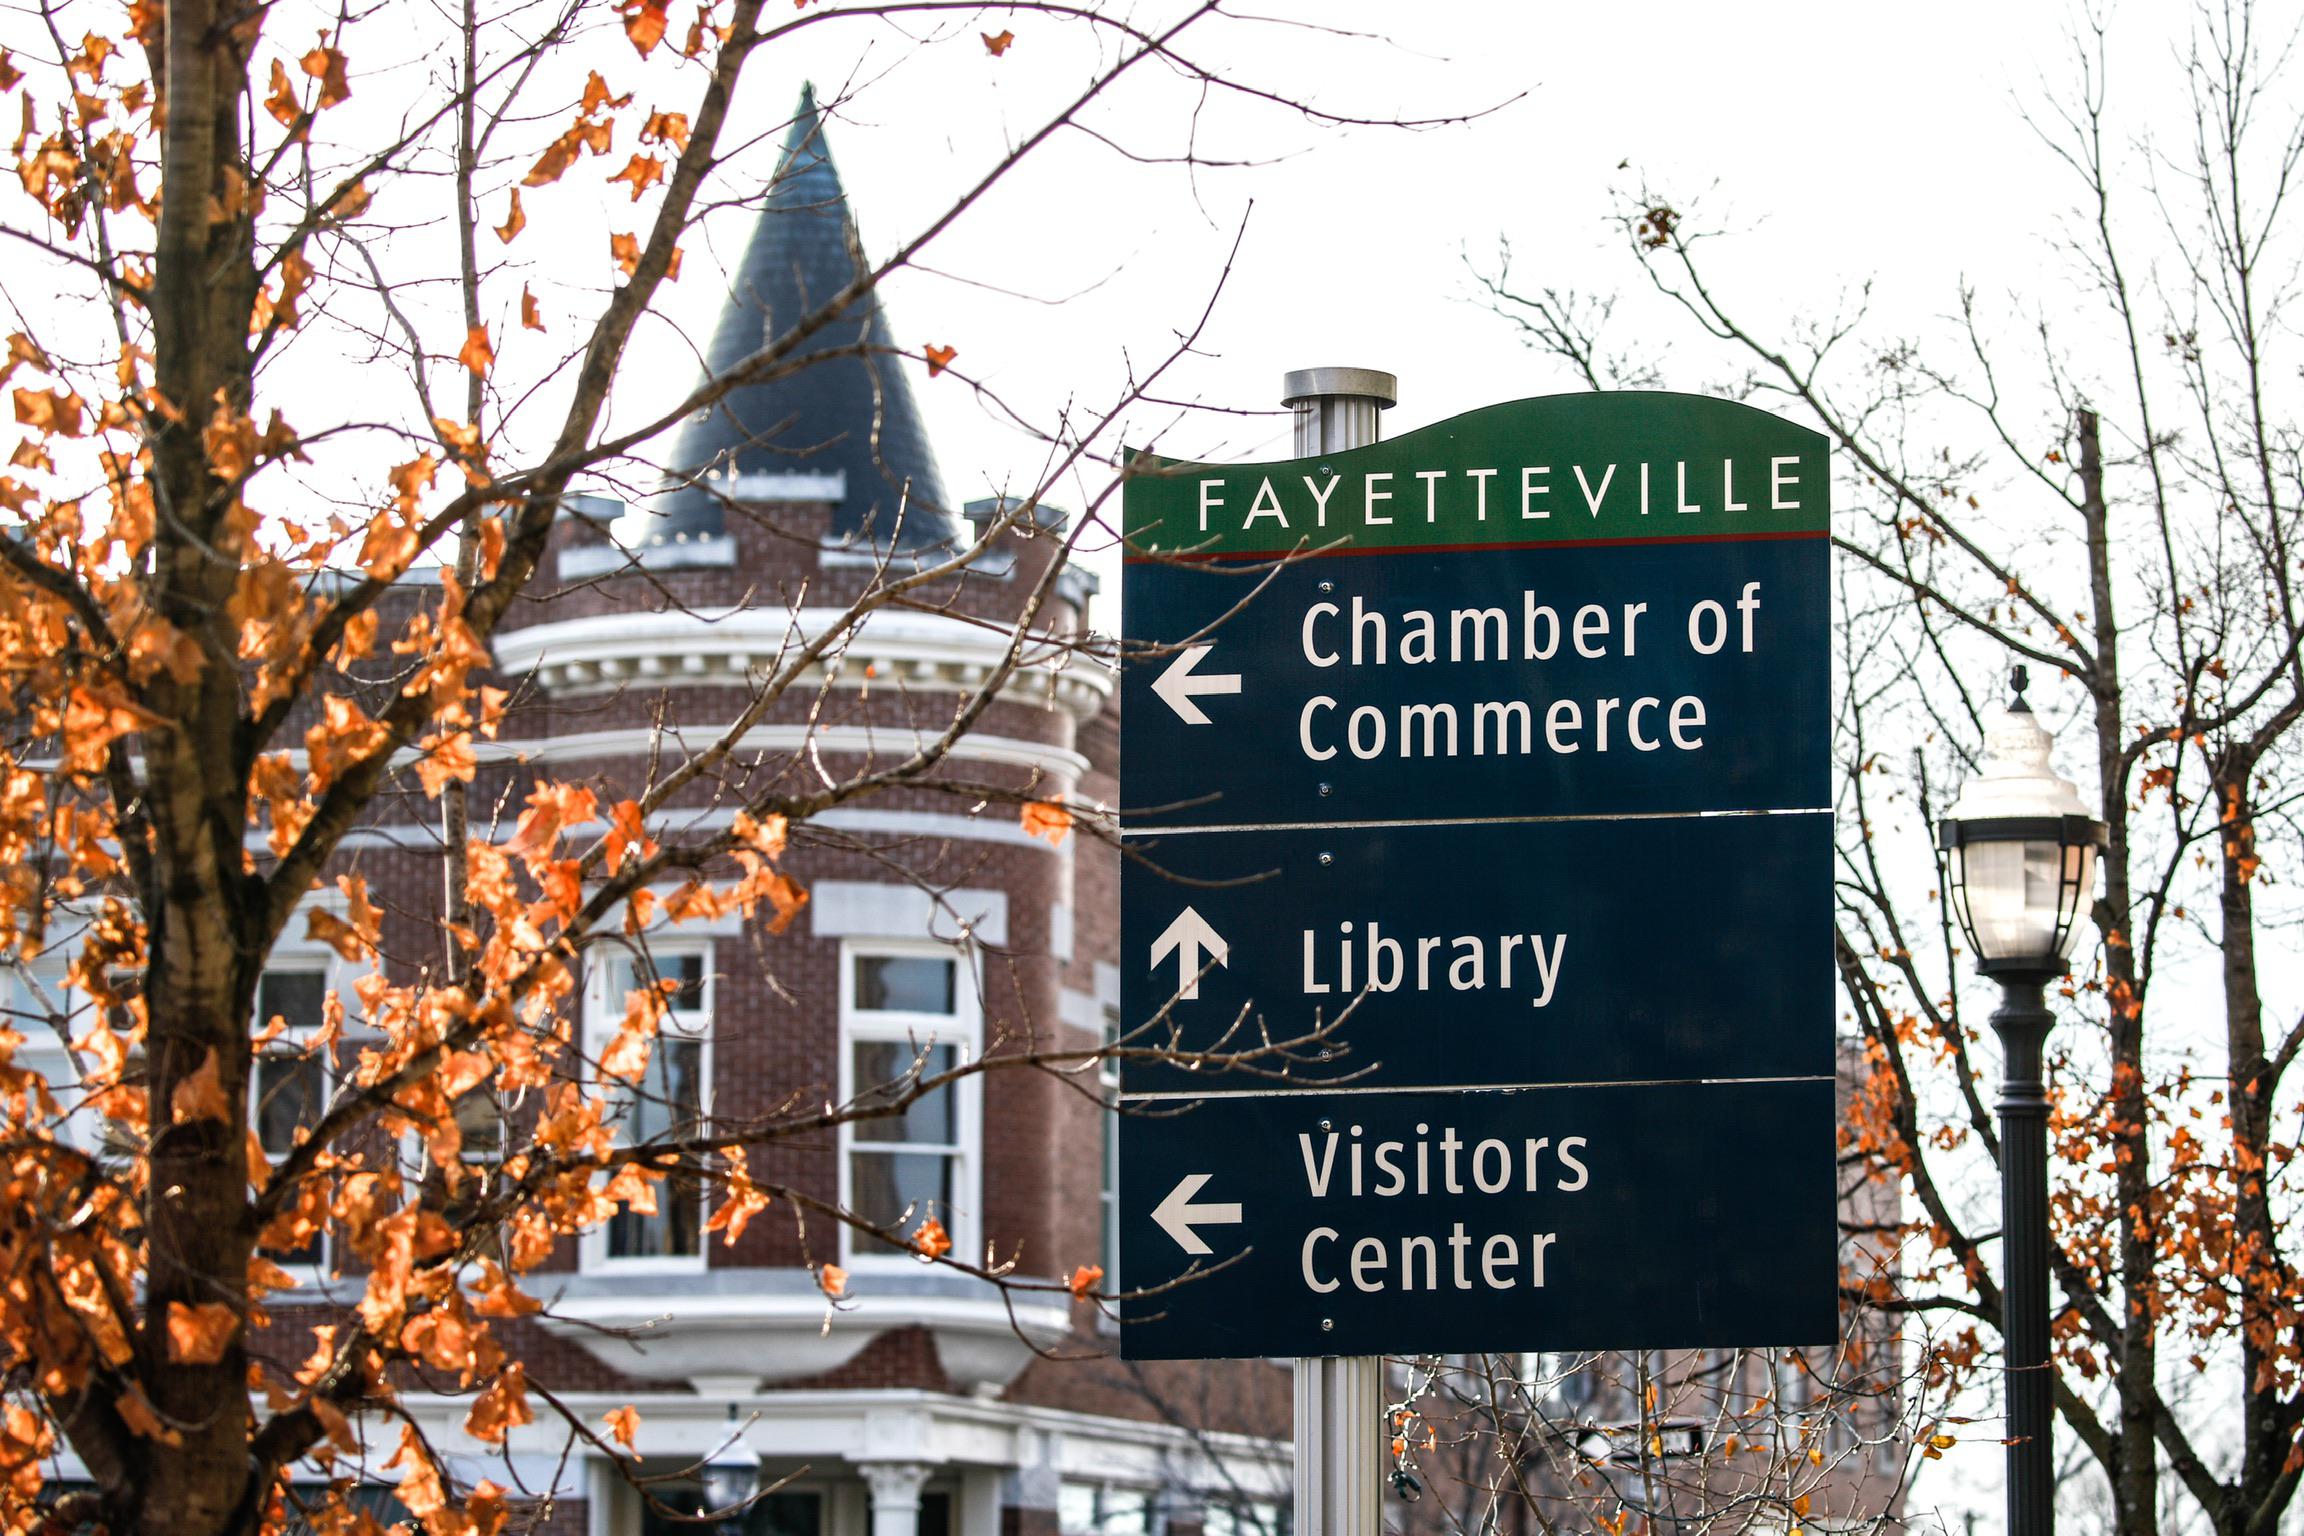 FAYETTEVILLE
Chamber of
Commerce
Library
Visitors
Center